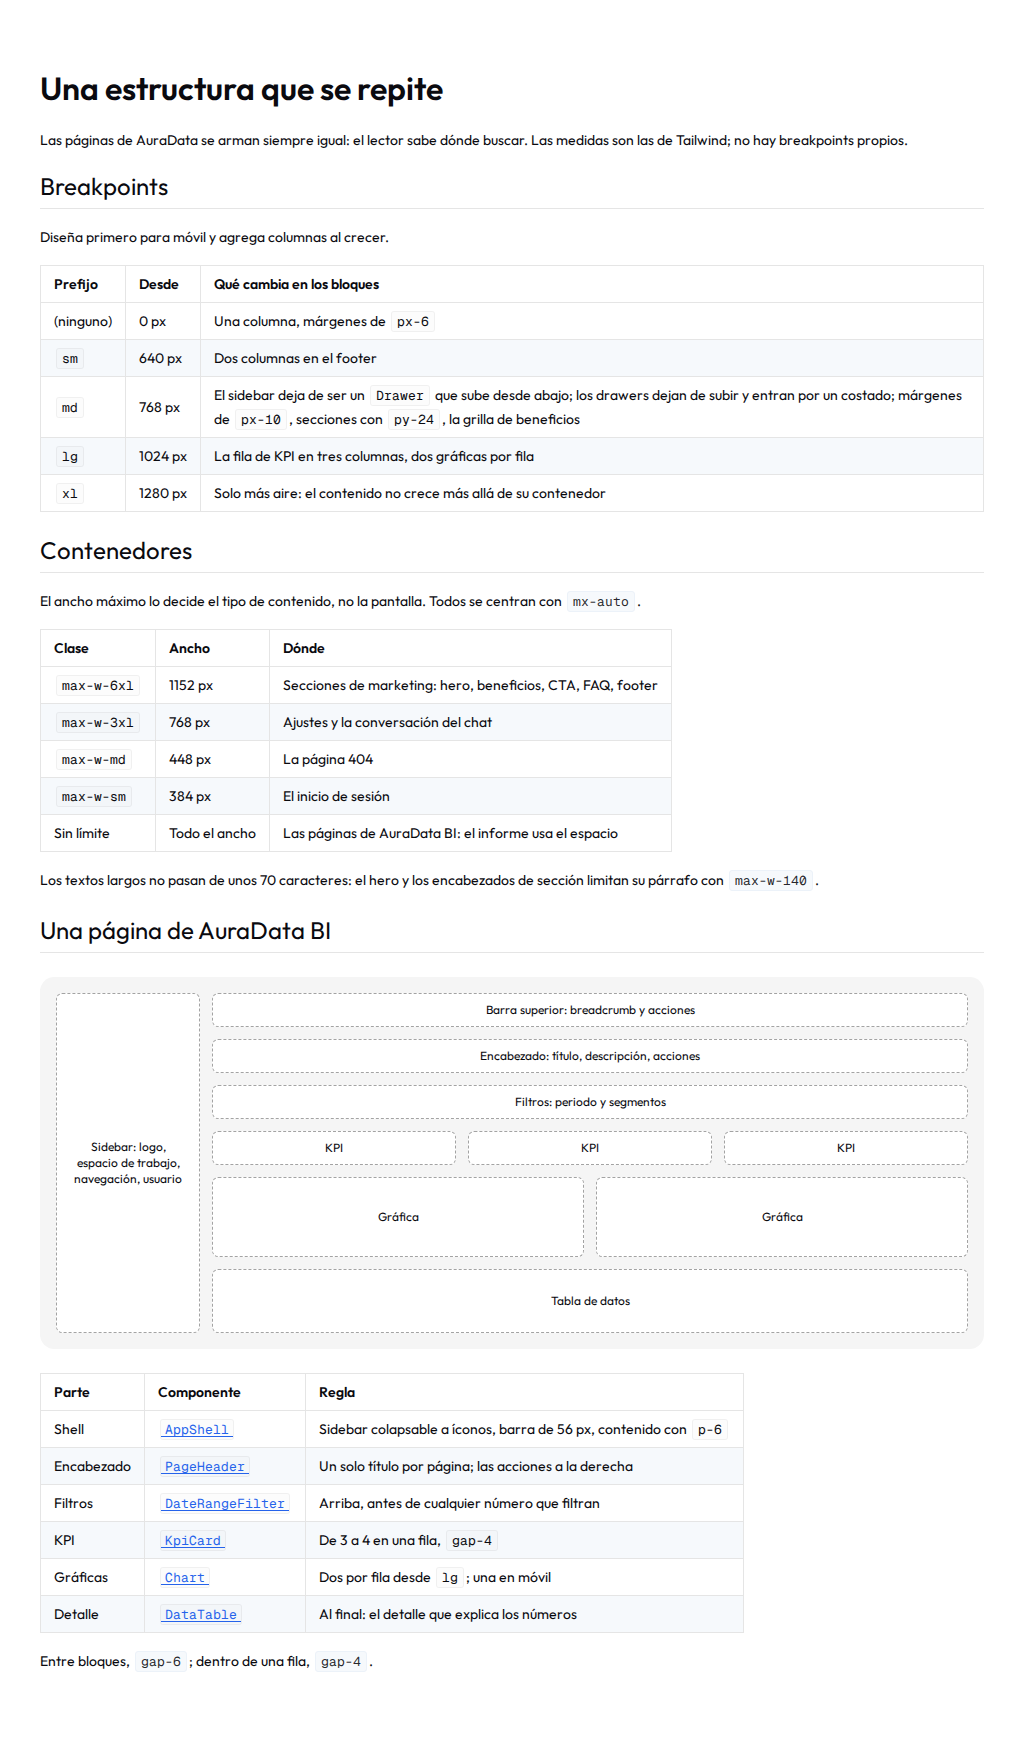 Una estructura que se repite
Las páginas de AuraData se arman siempre igual: el lector sabe dónde buscar. Las medidas son las de Tailwind; no hay breakpoints propios.
Breakpoints
Diseña primero para móvil y agrega columnas al crecer.
Prefijo Desde Qué cambia en los bloques
(ninguno) 0 px Una columna, márgenes de px-6
sm 640 px Dos columnas en el footer
md 768 px El sidebar deja de ser un Drawer que sube desde abajo; los drawers dejan de subir y entran por un costado; márgenes
de px-10 , secciones con py-24 , la grilla de beneficios
lg 1024 px La fila de KPI en tres columnas, dos gráficas por fila
xl 1280 px Solo más aire: el contenido no crece más allá de su contenedor
Contenedores
El ancho máximo lo decide el tipo de contenido, no la pantalla. Todos se centran con mx-auto .
Clase Ancho Dónde
max-w-6xl 1152 px Secciones de marketing: hero, beneficios, CTA, FAQ, footer
max-w-3xl 768 px Ajustes y la conversación del chat
max-w-md 448 px La página 404
max-w-sm 384 px El inicio de sesión
Sin límite Todo el ancho Las páginas de AuraData BI: el informe usa el espacio
Los textos largos no pasan de unos 70 caracteres: el hero y los encabezados de sección limitan su párrafo con max-w-140 .
Una página de AuraData BI
Sidebar: logo,
espacio de trabajo,
navegación, usuario
Barra superior: breadcrumb y acciones
Encabezado: título, descripción, acciones
Filtros: periodo y segmentos
KPI KPI KPI
Gráfica Gráfica
Tabla de datos
Parte Componente Regla
Shell AppShell Sidebar colapsable a íconos, barra de 56 px, contenido con p-6
Encabezado PageHeader Un solo título por página; las acciones a la derecha
Filtros DateRangeFilter Arriba, antes de cualquier número que filtran
KPI KpiCard De 3 a 4 en una fila, gap-4
Gráficas Chart Dos por fila desde lg ; una en móvil
Detalle DataTable Al final: el detalle que explica los números
Entre bloques, gap-6 ; dentro de una fila, gap-4 .